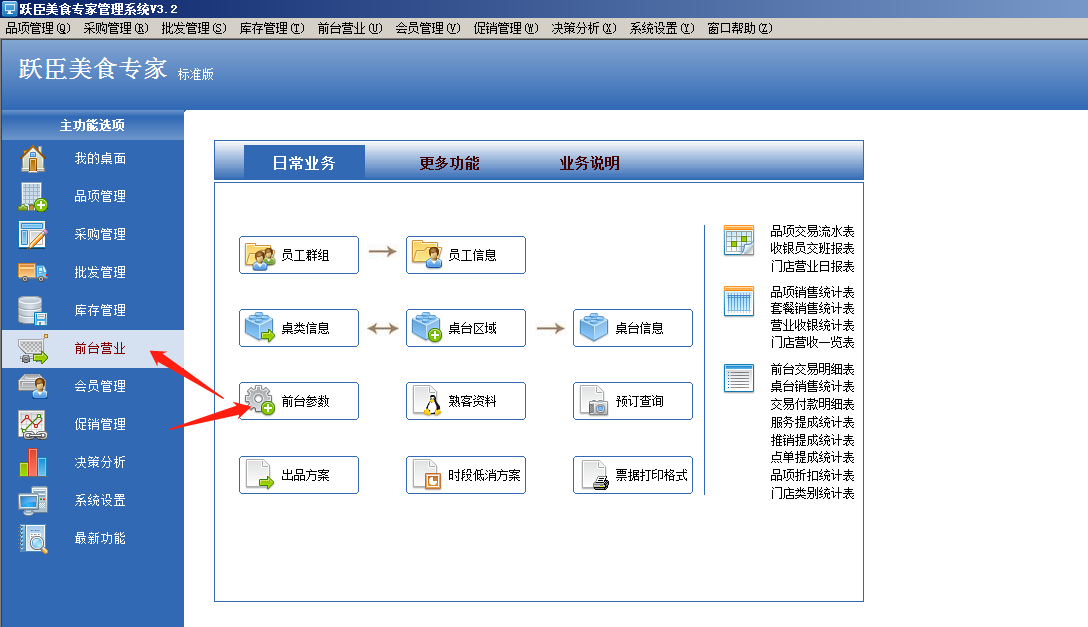 跃臣美食专家管理系统V3.2
品项管理(Q) 采购管理(R) 批发管理(S) 库存管理(T) 前台营业(U) 会员管理(V) 促销管理(W) 决策分析(X) 系统设置(Y) 窗口帮助(Z)
跃臣美食专家 标准版
主功能选项
我的桌面
品项管理
采购管理
批发管理
库存管理
前台营业
会员管理
促销管理
决策分析
系统设置
最新功能
日常业务 更多功能 业务说明
员工群组 员工信息
桌类信息 桌台区域 桌台信息
前台参数 熟客资料 预订查询
出品方案 时段低消方案 票据打印格式
品项交易流水表
收银员交班报表
门店营业日报表
品项销售统计表
套餐销售统计表
营业收银统计表
门店营收一览表
前台交易明细表
桌台销售统计表
交易付款明细表
服务提成统计表
推销提成统计表
点单提成统计表
品项折扣统计表
门店类别统计表